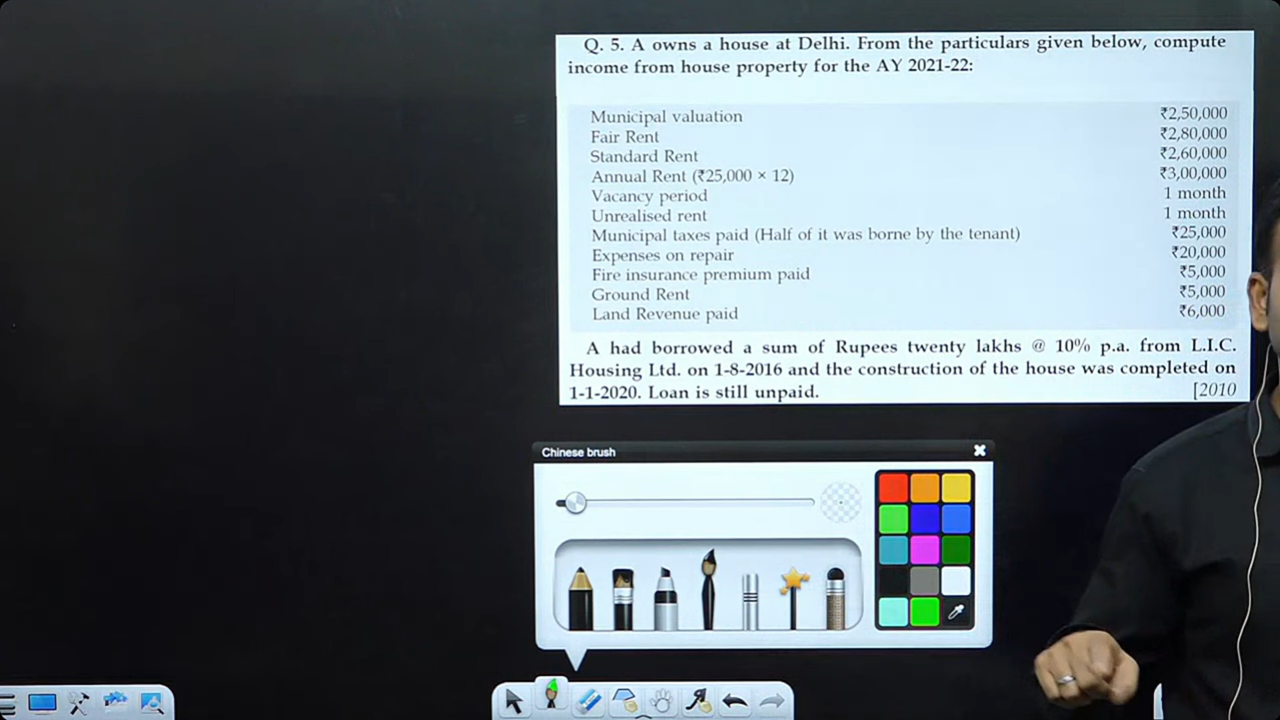 Q. 5. A owns a house at Delhi. From the particulars given below, compute
income from house property for the AY 2021-22:
Municipal valuation ₹2,50,000
Fair Rent ₹2,80,000
Standard Rent ₹2,60,000
Annual Rent (₹25,000 × 12) ₹3,00,000
Vacancy period 1 month
Unrealised rent 1 month
Municipal taxes paid (Half of it was borne by the tenant) ₹25,000
Expenses on repair ₹20,000
Fire insurance premium paid ₹5,000
Ground Rent ₹5,000
Land Revenue paid ₹6,000
A had borrowed a sum of Rupees twenty lakhs @ 10% p.a. from L.I.C.
Housing Ltd. on 1-8-2016 and the construction of the house was completed on
1-1-2020. Loan is still unpaid. [2010
Chinese brush